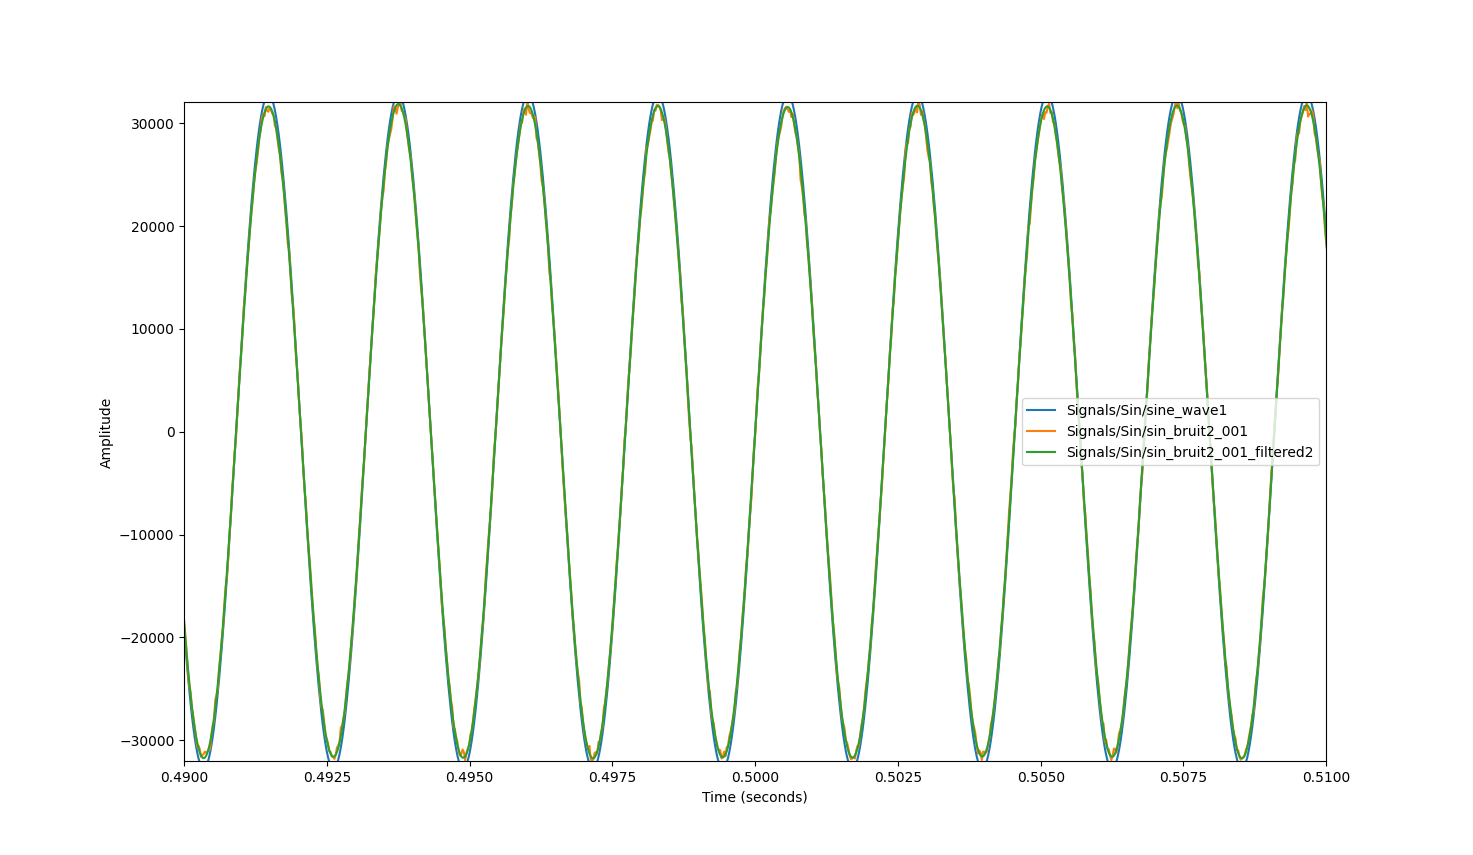 30000
20000
10000
0
−10000
−20000
−30000
Amplitude
Signals/Sin/sine_wave1
Signals/Sin/sin_bruit2_001
Signals/Sin/sin_bruit2_001_filtered2
0.4900 0.4925 0.4950 0.4975 0.5000 0.5025 0.5050 0.5075 0.5100
Time (seconds)